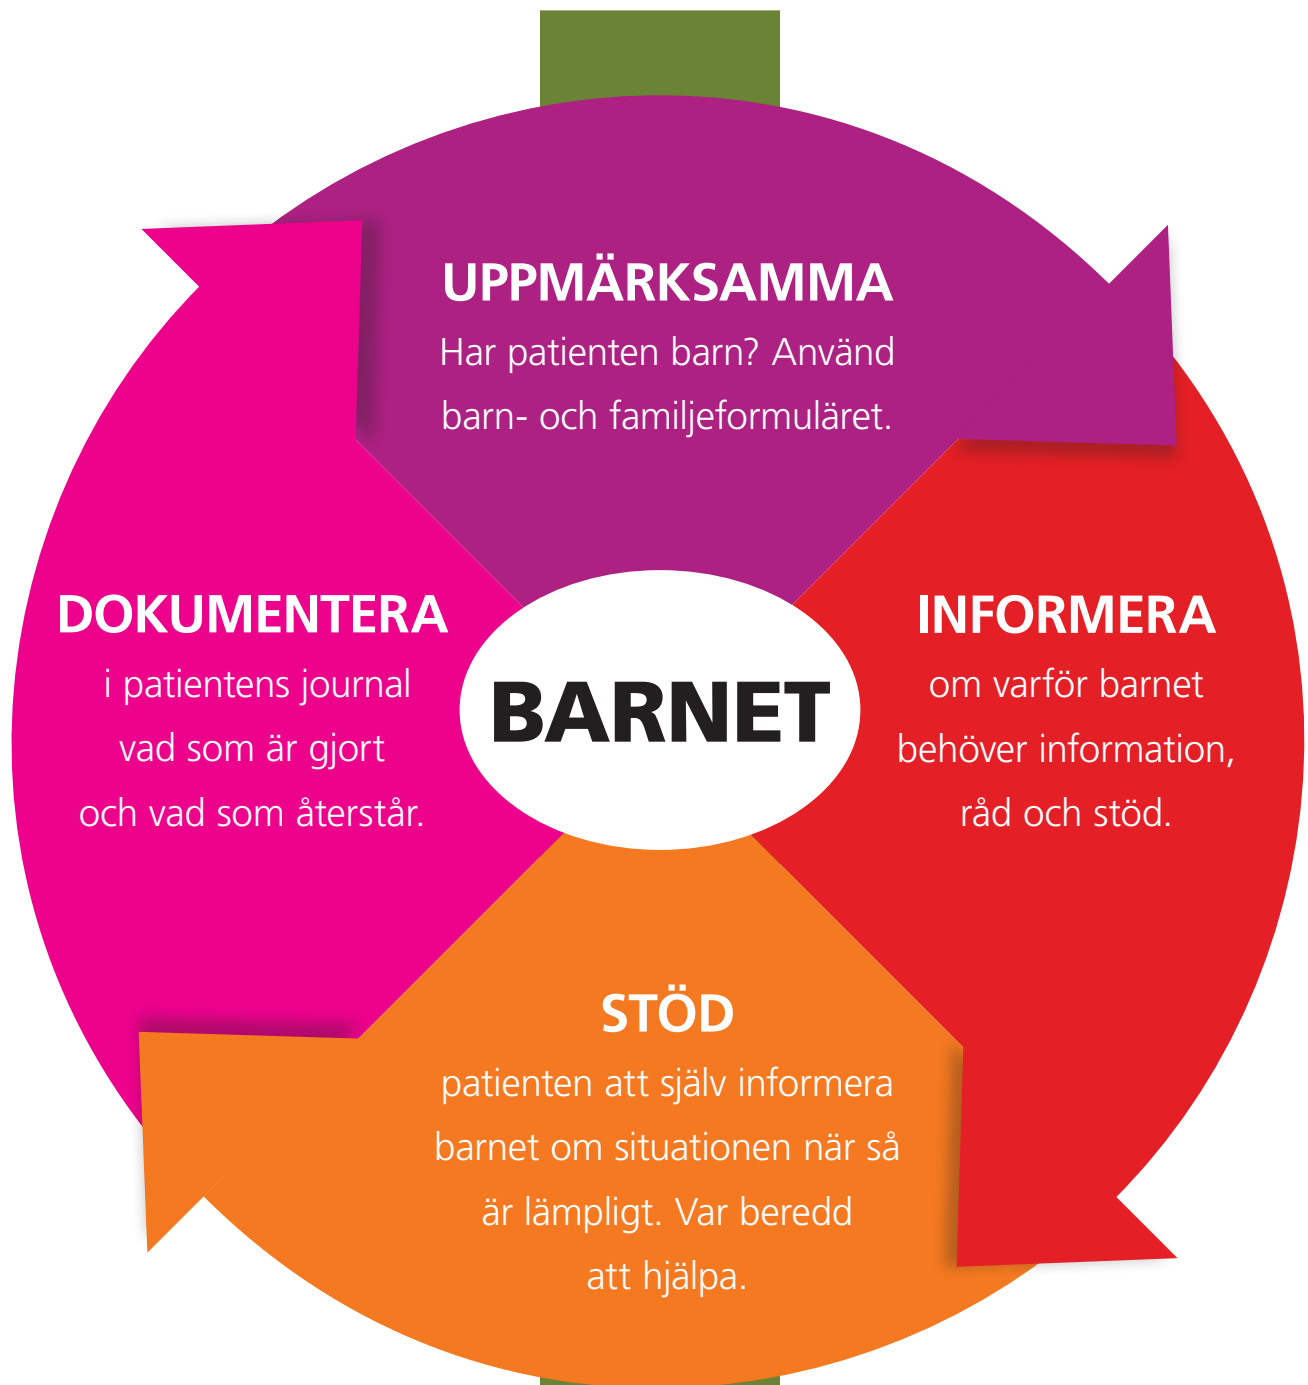 UPPMÄRKSAMMA
Har patienten barn? Använd
barn- och familjeformuläret.
INFORMERA
om varför barnet
behöver information,
råd och stöd.
STÖD
patienten att själv informera
barnet om situationen när så
är lämpligt. Var beredd
att hjälpa.
DOKUMENTERA
i patientens journal
vad som är gjort
och vad som återstår.
BARNET